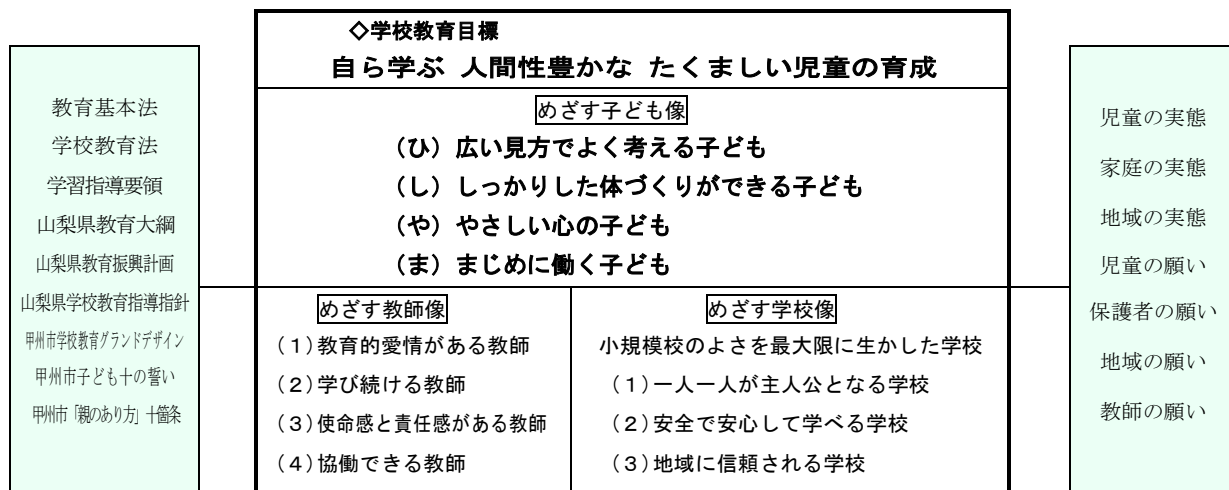 ◇学校教育目標
自ら学ぶ 人間性豊かな たくましい児童の育成
めざす子ども像
(ひ) 広い見方でよく考える子ども
(し) しっかりした体づくりができる子ども
(や) やさしい心の子ども
(ま) まじめに働く子ども
教育基本法
学校教育法
学習指導要領
山梨県教育大綱
山梨県教育振興計画
山梨県学校教育指導指針
甲州市学校教育グランドデザイン
甲州市子ども十の誓い
甲州市「親のあり方」十箇条
めざす教師像
(1)教育的愛情がある教師
(2)学び続ける教師
(3)使命感と責任感がある教師
(4)協働できる教師
めざす学校像
小規模校のよさを最大限に生かした学校
(1)一人一人が主人公となる学校
(2)安全で安心して学べる学校
(3)地域に信頼される学校
児童の実態
家庭の実態
地域の実態
児童の願い
保護者の願い
地域の願い
教師の願い